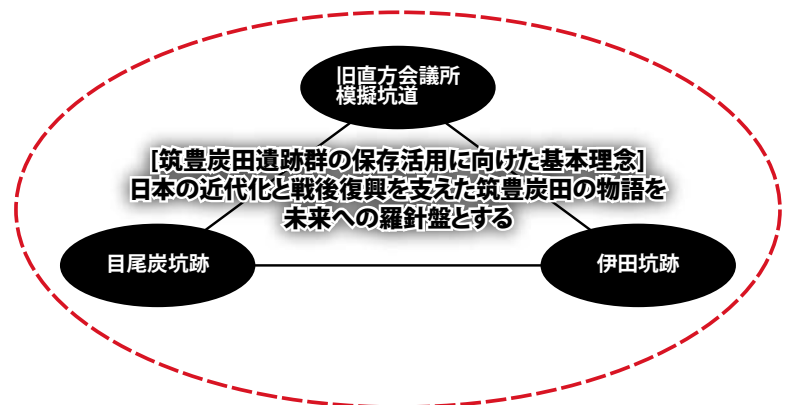 旧直方会議所
模擬坑道
[筑豊炭田遺跡群の保存活用に向けた基本理念]
日本の近代化と戦後復興を支えた筑豊炭田の物語を
未来への羅針盤とする
目尾炭坑跡
伊田坑跡